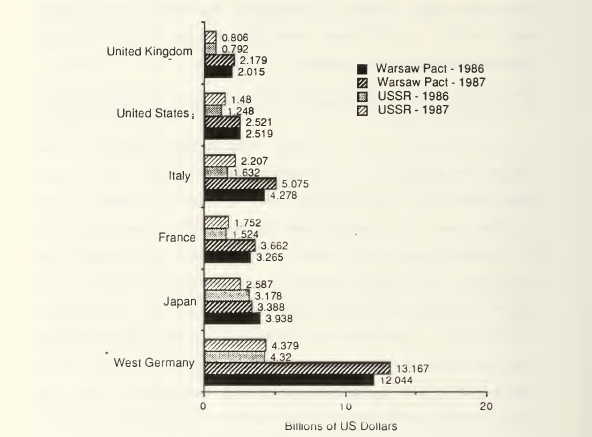 United Kingdom
0.806
0.792
2.179
2.015
Warsaw Pact - 1986
Warsaw Pact - 1987
USSR - 1986
USSR - 1987
United States
1.48
1.248
2.521
2.519
Italy
2.207
1.632
5.075
4.278
France
1.752
1.524
3.662
3.265
Japan
2.587
3.178
3.388
3.938
West Germany
4.379
4.32
13.167
12.044
0 10 20
Billions of US Dollars